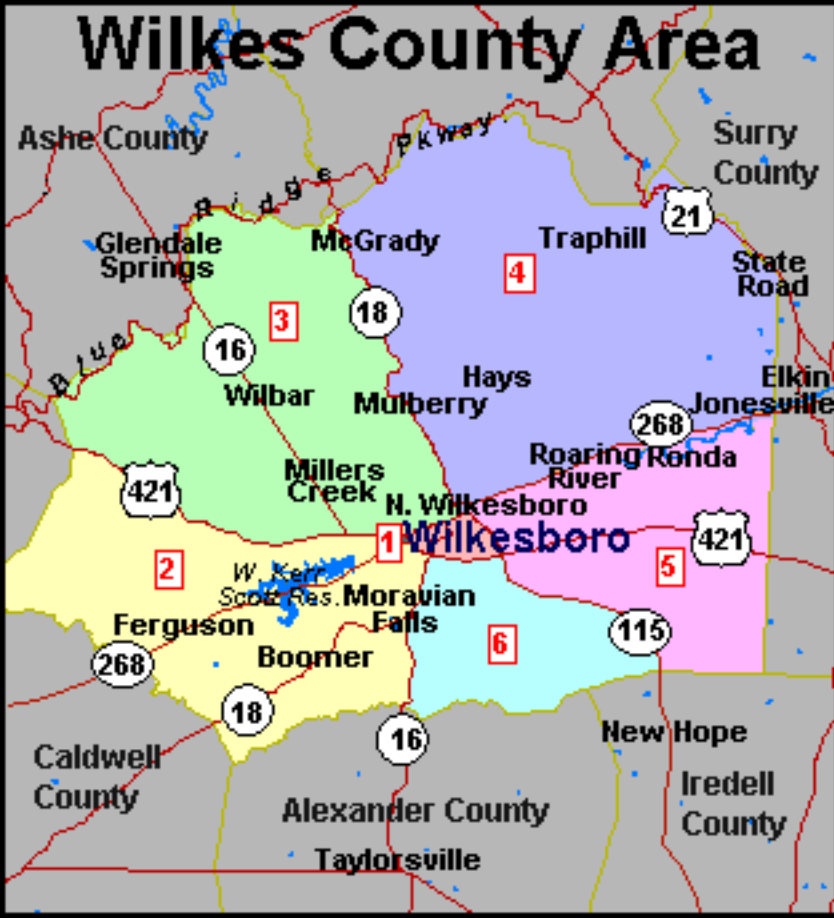 Wilkes County Area
Ashe County
Surry
County
Blue Ridge Pkway
21
Glendale
Springs
McGrady
Traphill
State
Road
4
3
18
16
Hays
Elkin
Wilbar
Mulberry
Jonesville
268
Roaring
River
Ronda
Millers
Creek
421
N. Wilkesboro
1
Wilkesboro
421
2
W. Kerr
Scott Res.
5
Moravian
Falls
Ferguson
115
6
268
Boomer
18
16
New Hope
Caldwell
County
Iredell
County
Alexander County
Taylorsville